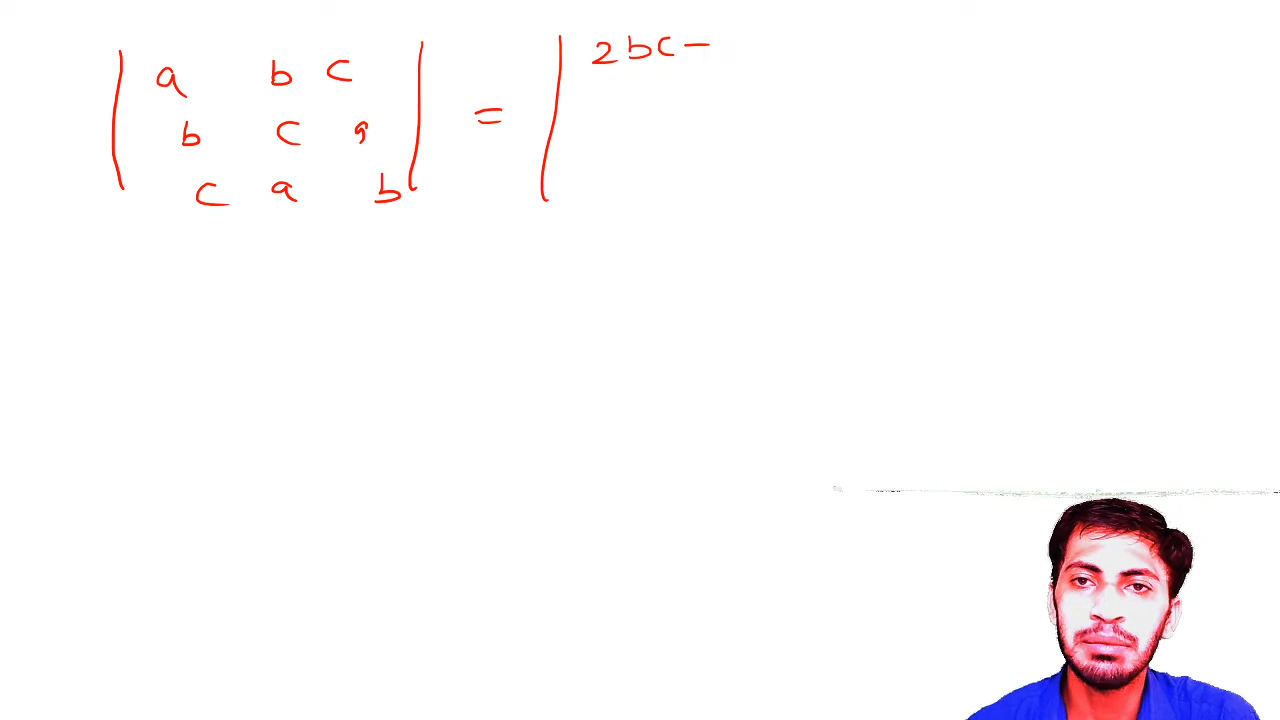 | a b c | = | 2bc-
| b c a |
| c a b |